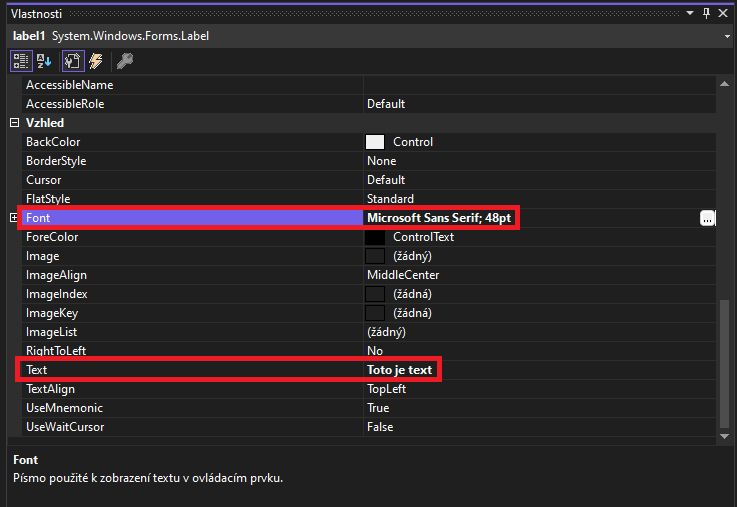 Vlastnosti
label1 System.Windows.Forms.Label
AccessibleName
AccessibleRole Default
Vzhled
BackColor Control
BorderStyle None
Cursor Default
FlatStyle Standard
Font Microsoft Sans Serif; 48pt ...
ForeColor ControlText
Image (žádný)
ImageAlign MiddleCenter
ImageIndex (žádná)
ImageKey (žádná)
ImageList (žádný)
RightToLeft No
Text Toto je text
TextAlign TopLeft
UseMnemonic True
UseWaitCursor False
Font
Písmo použité k zobrazení textu v ovládacím prvku.